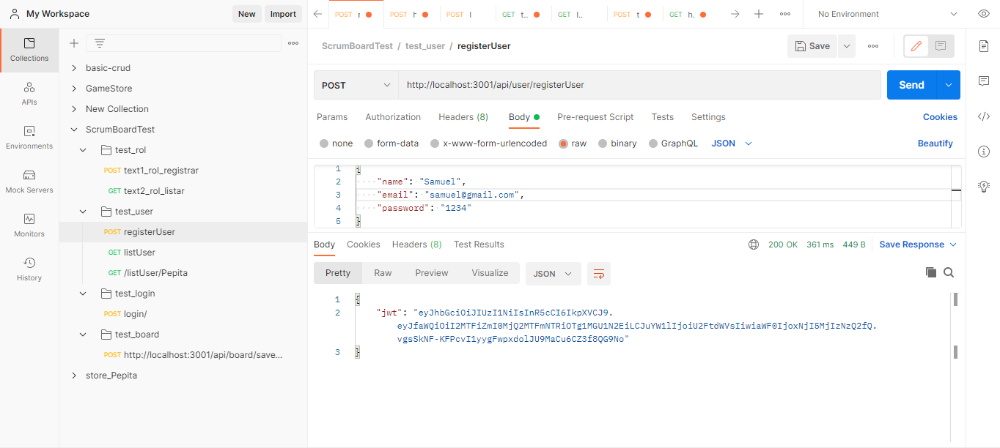 My Workspace
New
Import
POST r
POST h
POST l
GET t..
GET l...
POST t
GET h.
No Environment
Collections
APIs
Environments
Mock Servers
Monitors
History
basic-crud
GameStore
New Collection
ScrumBoardTest
test_rol
POST text1_rol_registrar
GET text2_rol_listar
test_user
POST registerUser
GET listUser
GET /listUser/Pepita
test_login
POST login/
test_board
POST http://localhost:3001/api/board/save...
store_Pepita
ScrumBoardTest / test_user / registerUser
Save
POST
http://localhost:3001/api/user/registerUser
Send
Params Authorization Headers (8) Body Pre-request Script Tests Settings
Cookies
none form-data x-www-form-urlencoded raw binary GraphQL JSON
Beautify
1 {
2 "name": "Samuel",
3 "email": "samuel@gmail.com",
4 "password": "1234"
5 }
Body Cookies Headers (8) Test Results
200 OK 361 ms 449 B Save Response
Pretty Raw Preview Visualize JSON
1 {
2 "jwt": "eyJhbGciOiJIUzI1NiIsInR5cCI6IkpXVCJ9.
eyJfaWQiOiI2MTFiZmI0MjQ2MTFmNTRiOTg1MGU1N2EiLCJuYW1lIjoiU2FtdWVsIiwiaWF0IjoxNjI5MjIzNzQ2fQ.
vgsSkNF-KFPcvI1yygFwpxdolJU9MaCu6CZ3f8QG9No"
3 }